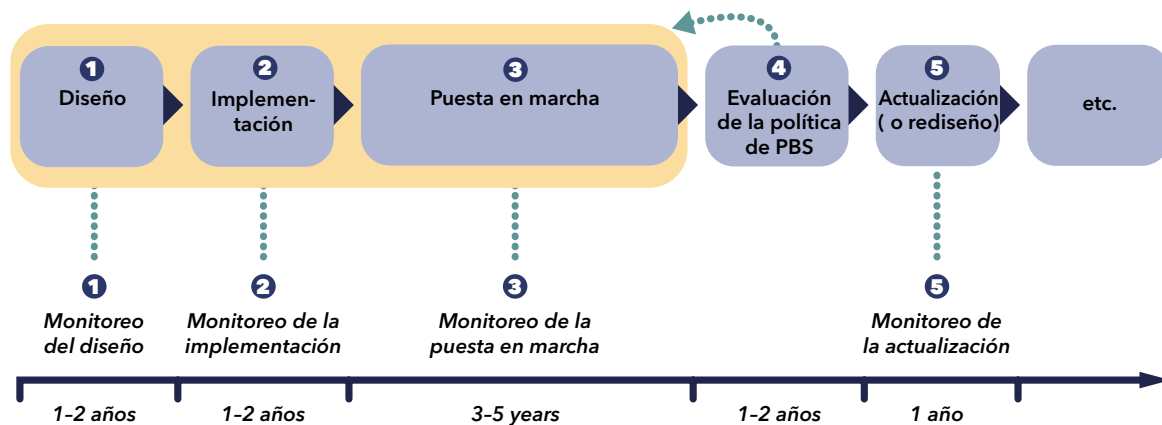 1
Diseño
2
Implemen-
tación
3
Puesta en marcha
4
Evaluación
de la política
de PBS
5
Actualización
( o rediseño)
etc.
1
Monitoreo
del diseño
2
Monitoreo de la
implementación
3
Monitoreo de la
puesta en marcha
5
Monitoreo de
la actualización
1–2 años
1–2 años
3–5 years
1–2 años
1 año